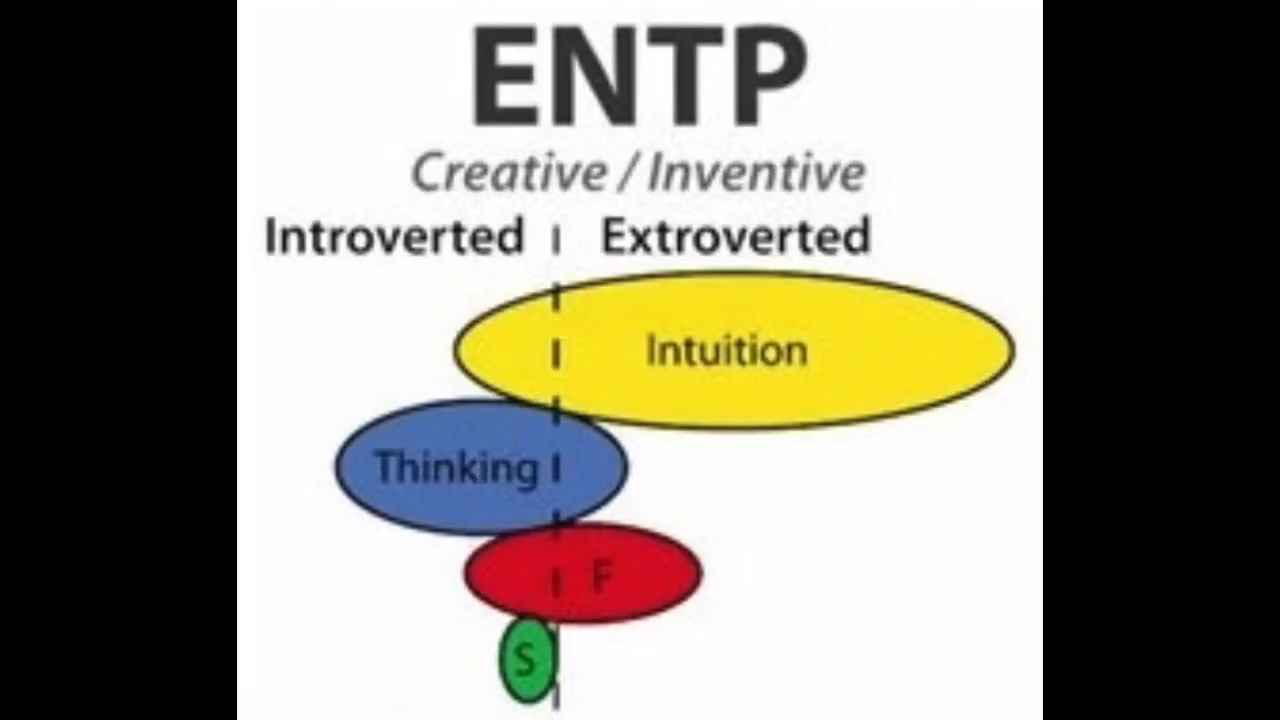 ENTP
Creative / Inventive
Introverted Extroverted
Intuition
Thinking
F
S